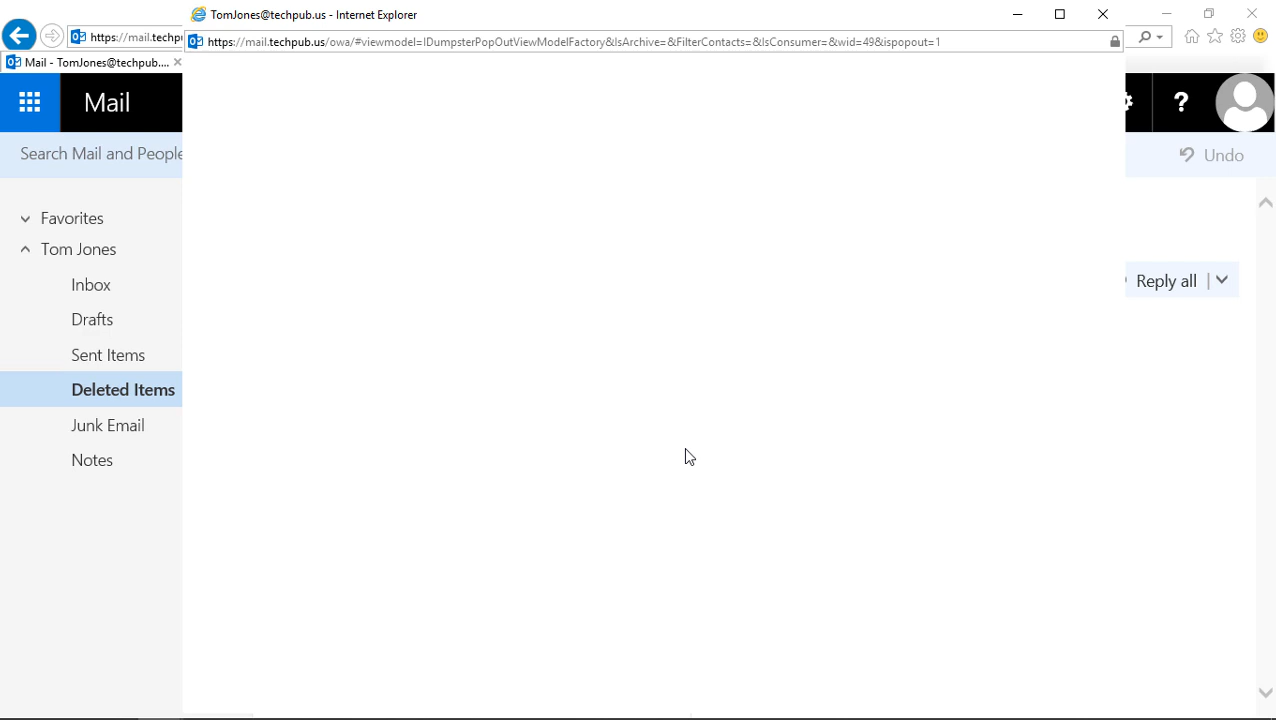 TomJones@techpub.us - Internet Explorer
https://mail.techpu
https://mail.techpub.us/owa/#viewmodel=IDumpsterPopOutViewModelFactory&IsArchive=&FilterContacts=&IsConsumer=&wid=49&ispopout=1
Mail - TomJones@techpub....
Mail
?
Search Mail and People
Undo
Favorites
Tom Jones
Inbox
Reply all
Drafts
Sent Items
Deleted Items
Junk Email
Notes